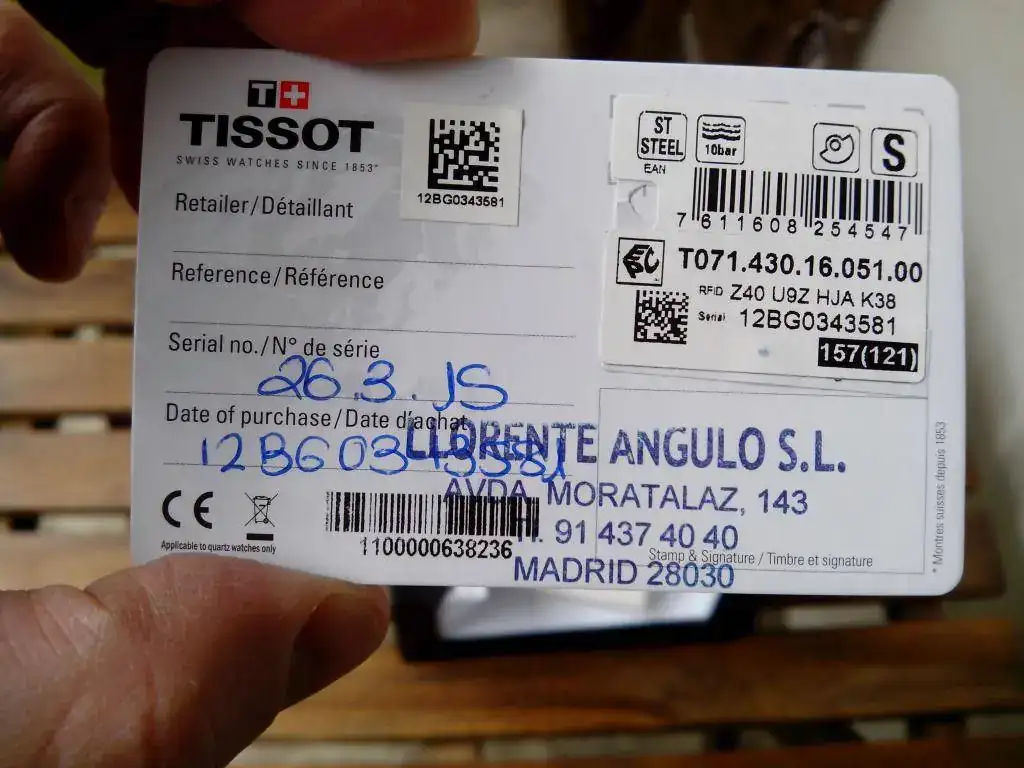 T+
TISSOT
SWISS WATCHES SINCE 1853*
12BG0343581
Retailer/Détaillant
Reference/Référence
Serial no./N° de série
26.3.15
Date of purchase/Date d'achat
12BG0343581
CE
Applicable to quartz watches only
1100000638236
ST
STEEL
10bar
S
EAN
7 611608 254547
T071.430.16.051.00
RFID Z40 U9Z HJA K38
Serial 12BG0343581
157(121)
LLORENTE ANGULO S.L.
AVDA. MORATALAZ, 143
91 437 40 40
Stamp & Signature / Timbre et signature
MADRID 28030
* Montres suisses depuis 1853